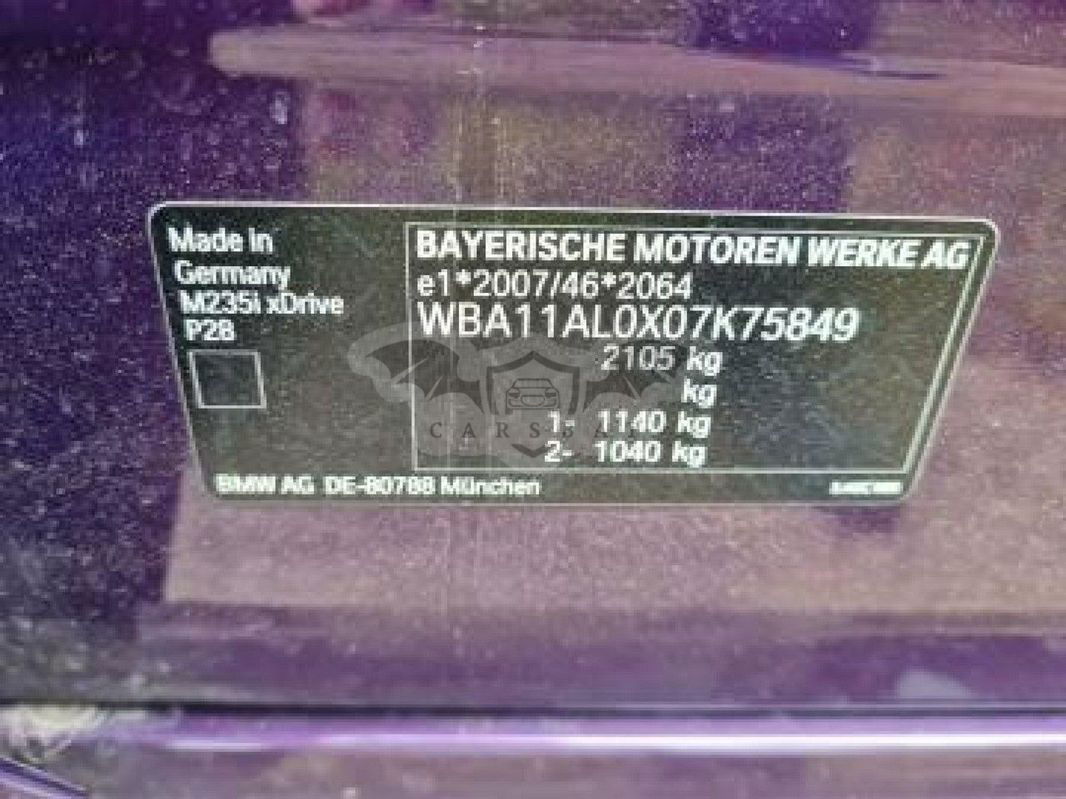 Made in
Germany
M235i xDrive
P28
BAYERISCHE MOTOREN WERKE AG
e1*2007/46*2064
WBA11AL0X07K75849
2105 kg
kg
1- 1140 kg
2- 1040 kg
CARSBA
BMW AG DE-80788 München